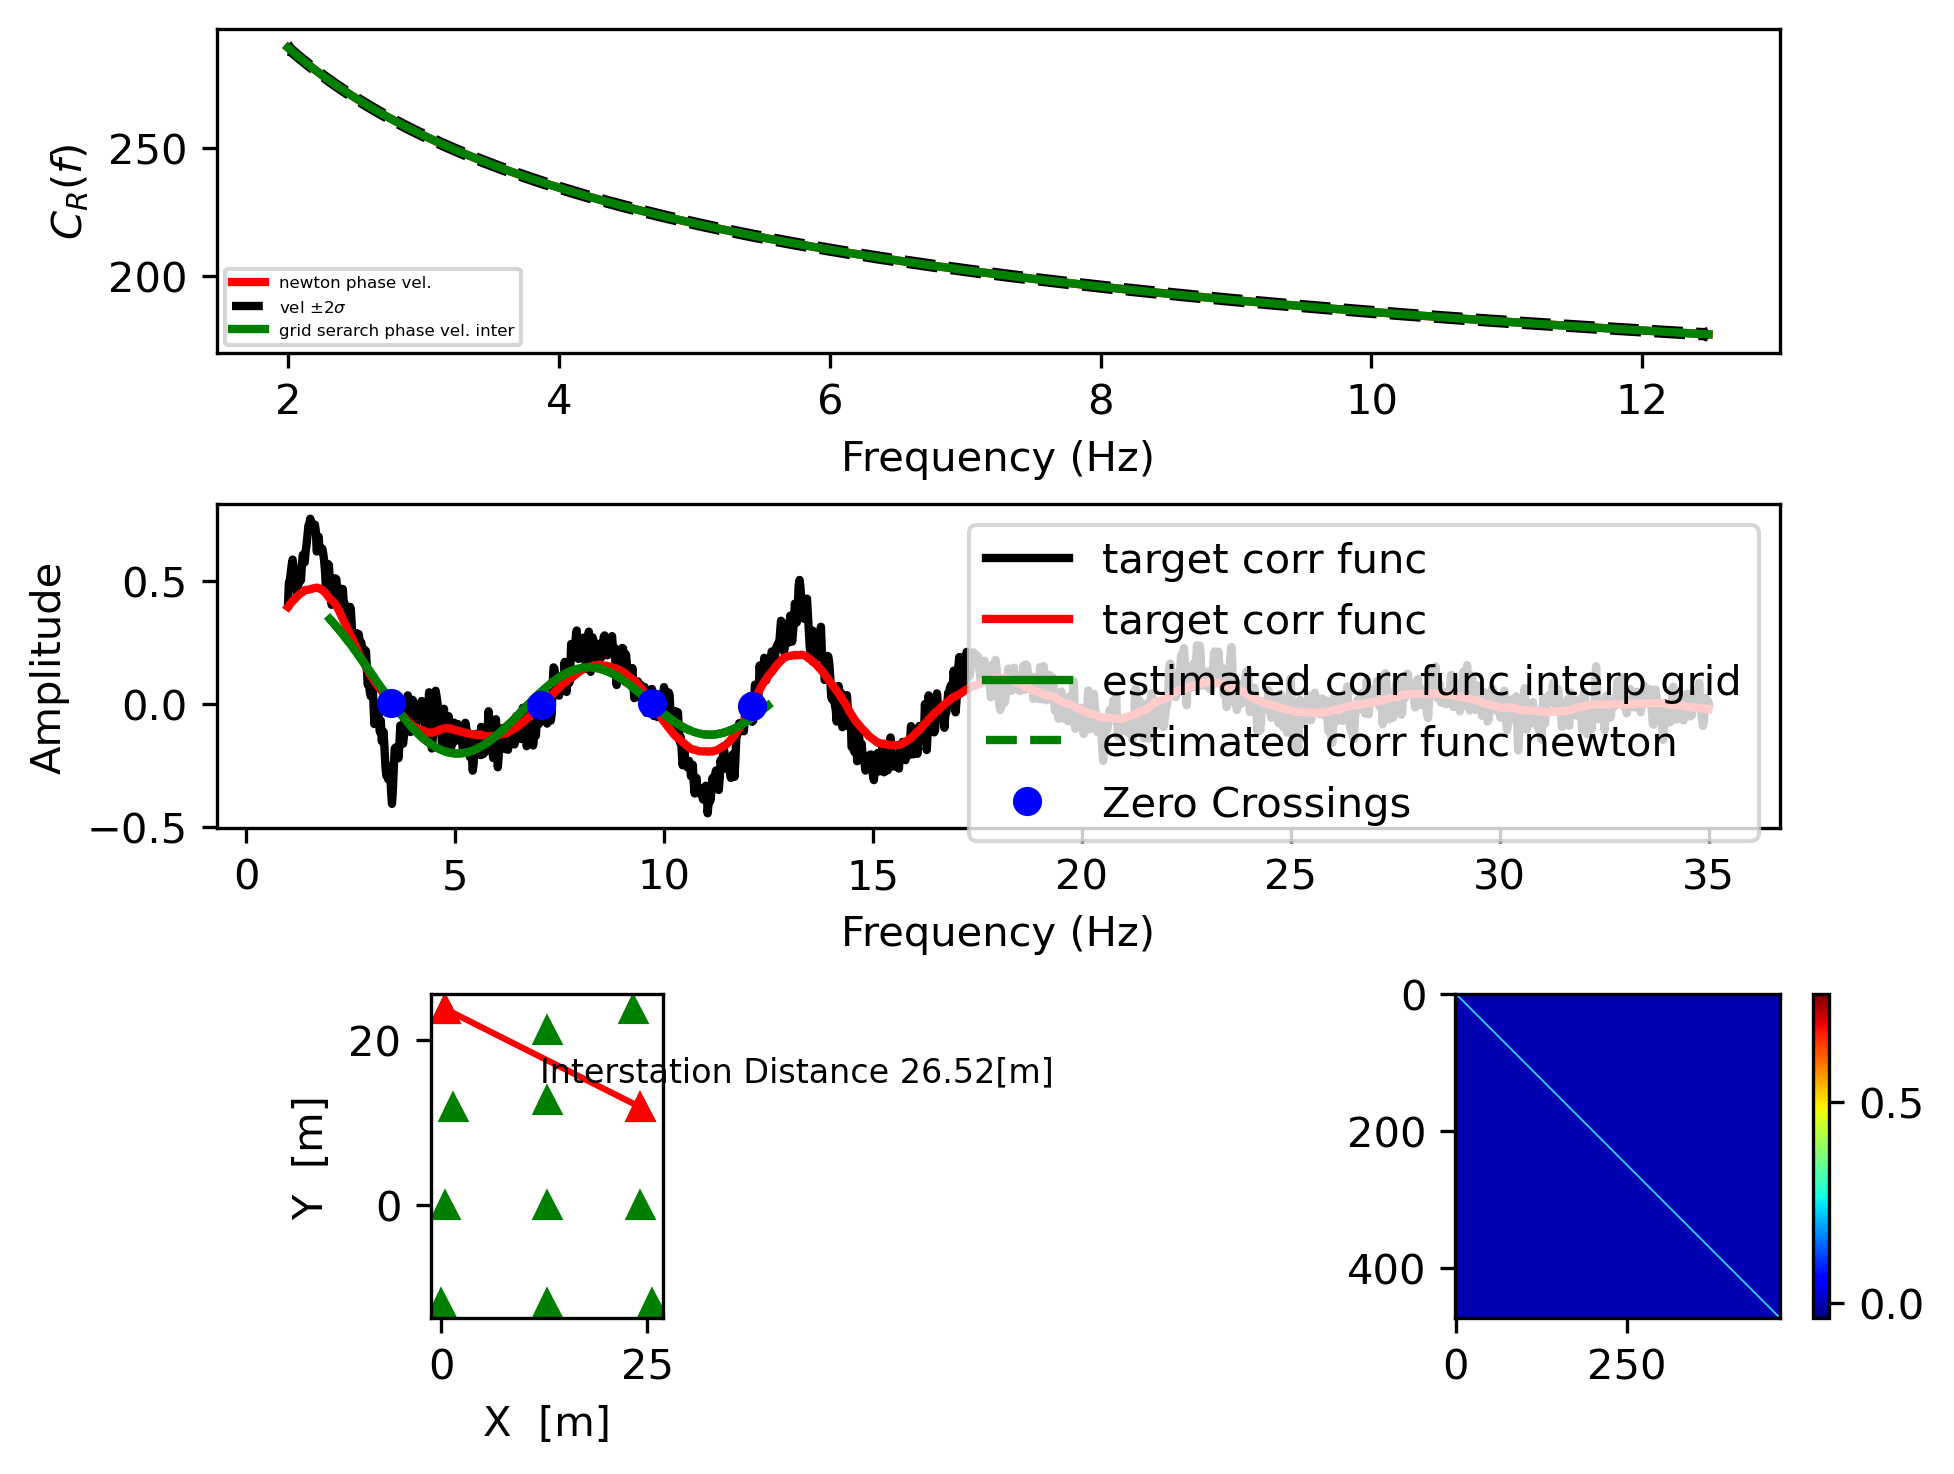 250
200
C_R(f)
newton phase vel.
vel ±2σ
grid serarch phase vel. inter
2 4 6 8 10 12
Frequency (Hz)
0.5
0.0
−0.5
Amplitude
target corr func
target corr func
estimated corr func interp grid
estimated corr func newton
Zero Crossings
0 5 10 15 20 25 30 35
Frequency (Hz)
20
0
Y [m]
Interstation Distance 26.52[m]
0 25
X [m]
0
200
400
0 250
0.5
0.0